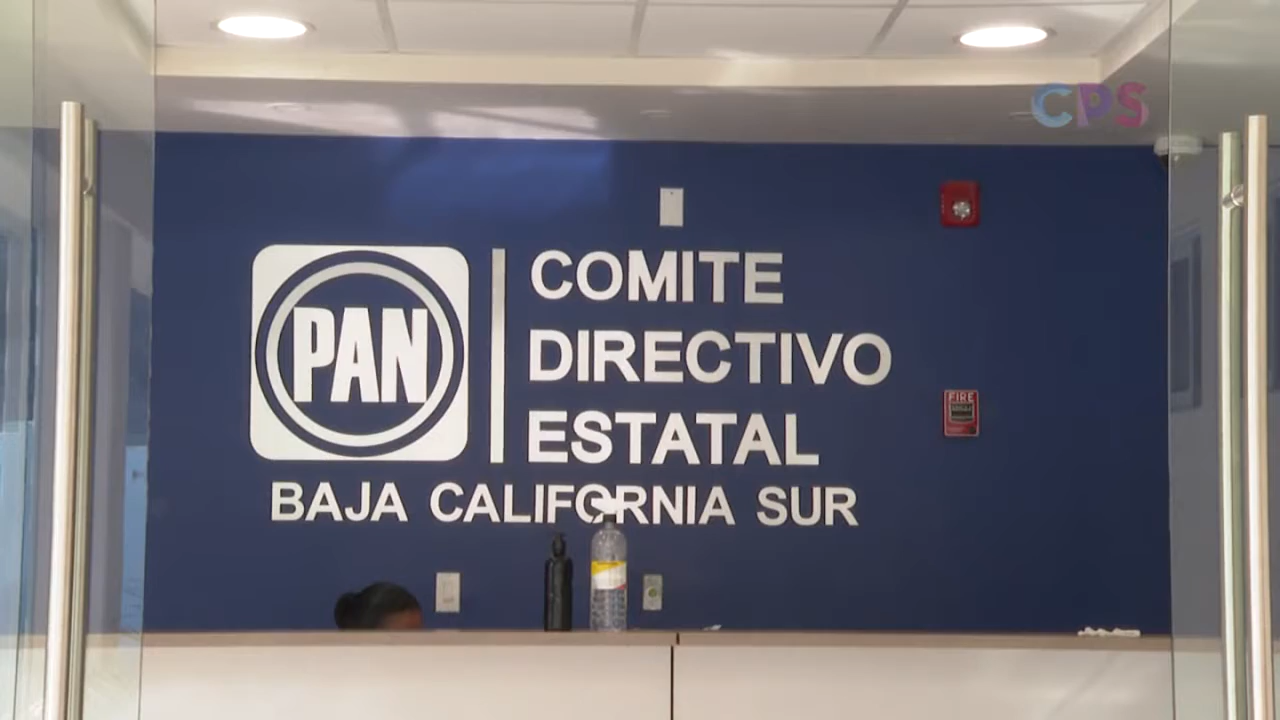 CPS
PAN
COMITE
DIRECTIVO
ESTATAL
BAJA CALIFORNIA SUR
FIRE